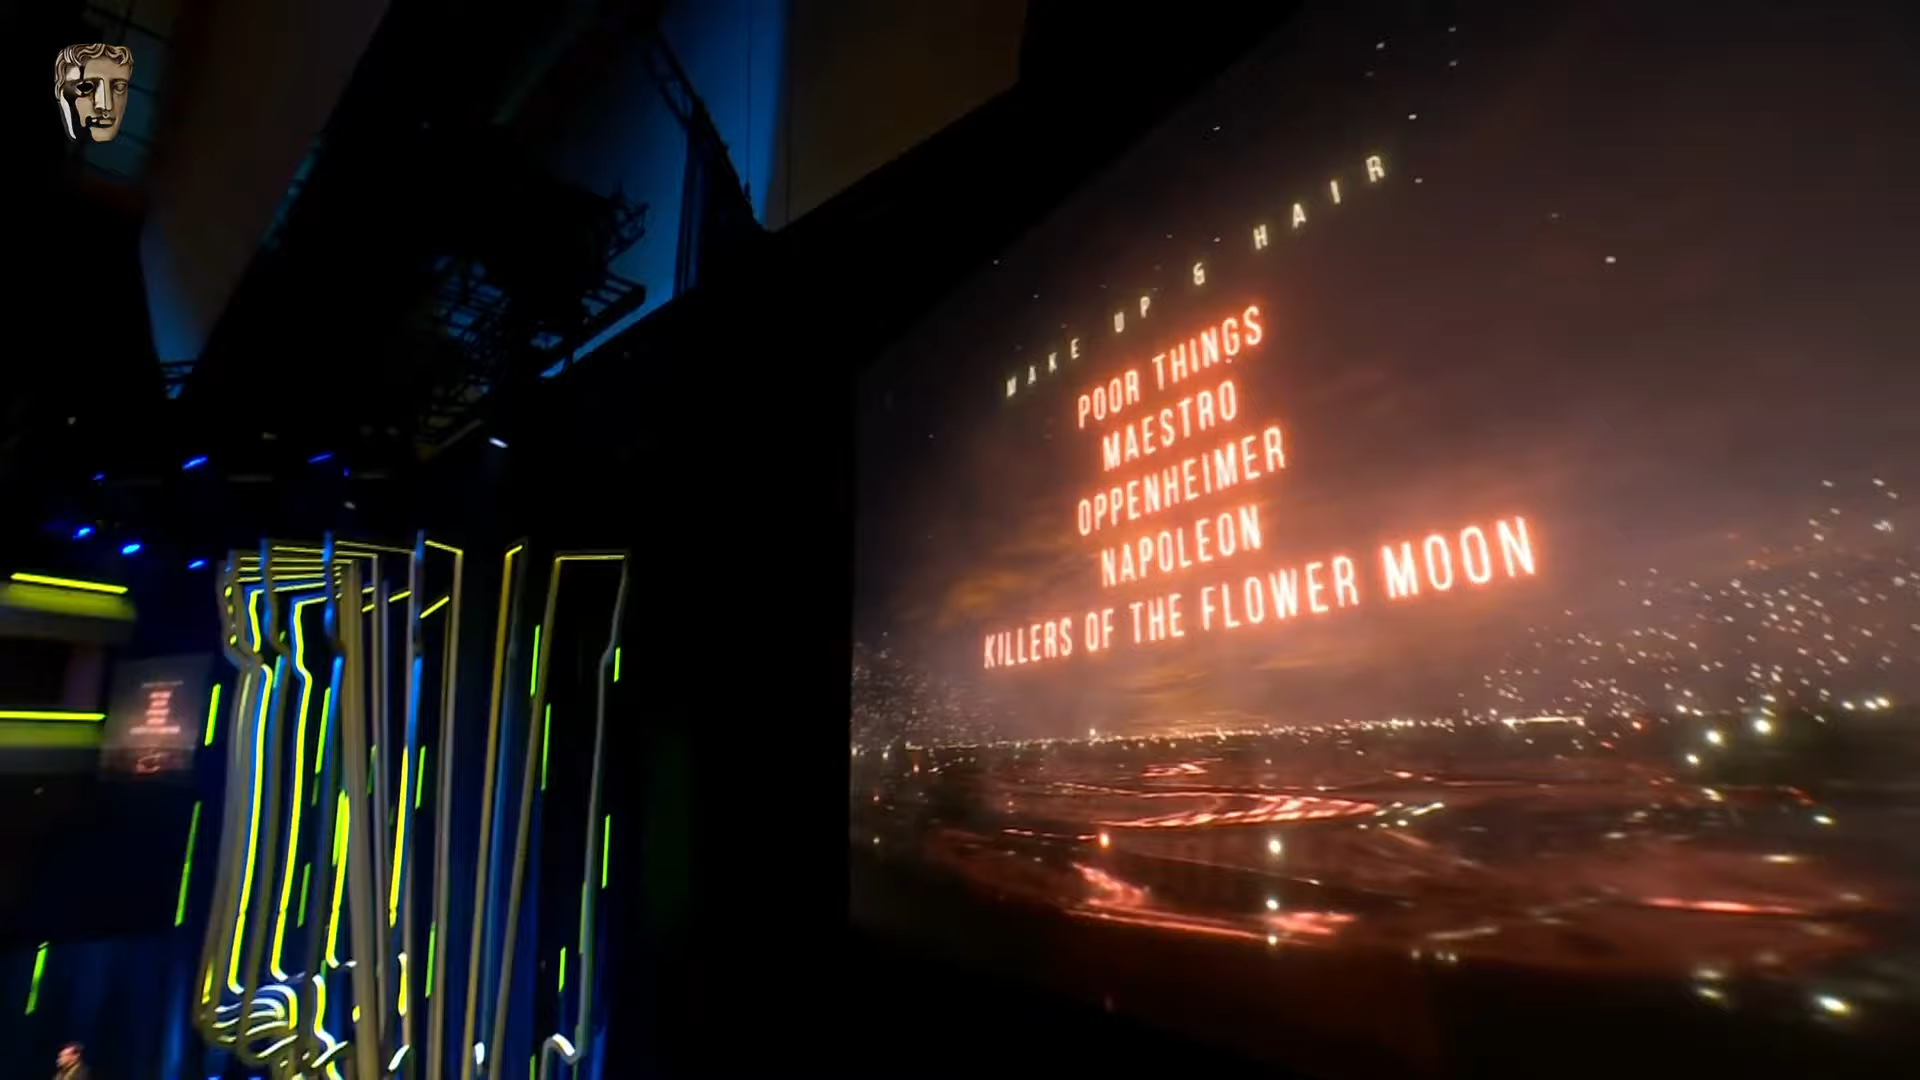 MAKE UP & HAIR
POOR THINGS
MAESTRO
OPPENHEIMER
NAPOLEON
KILLERS OF THE FLOWER MOON